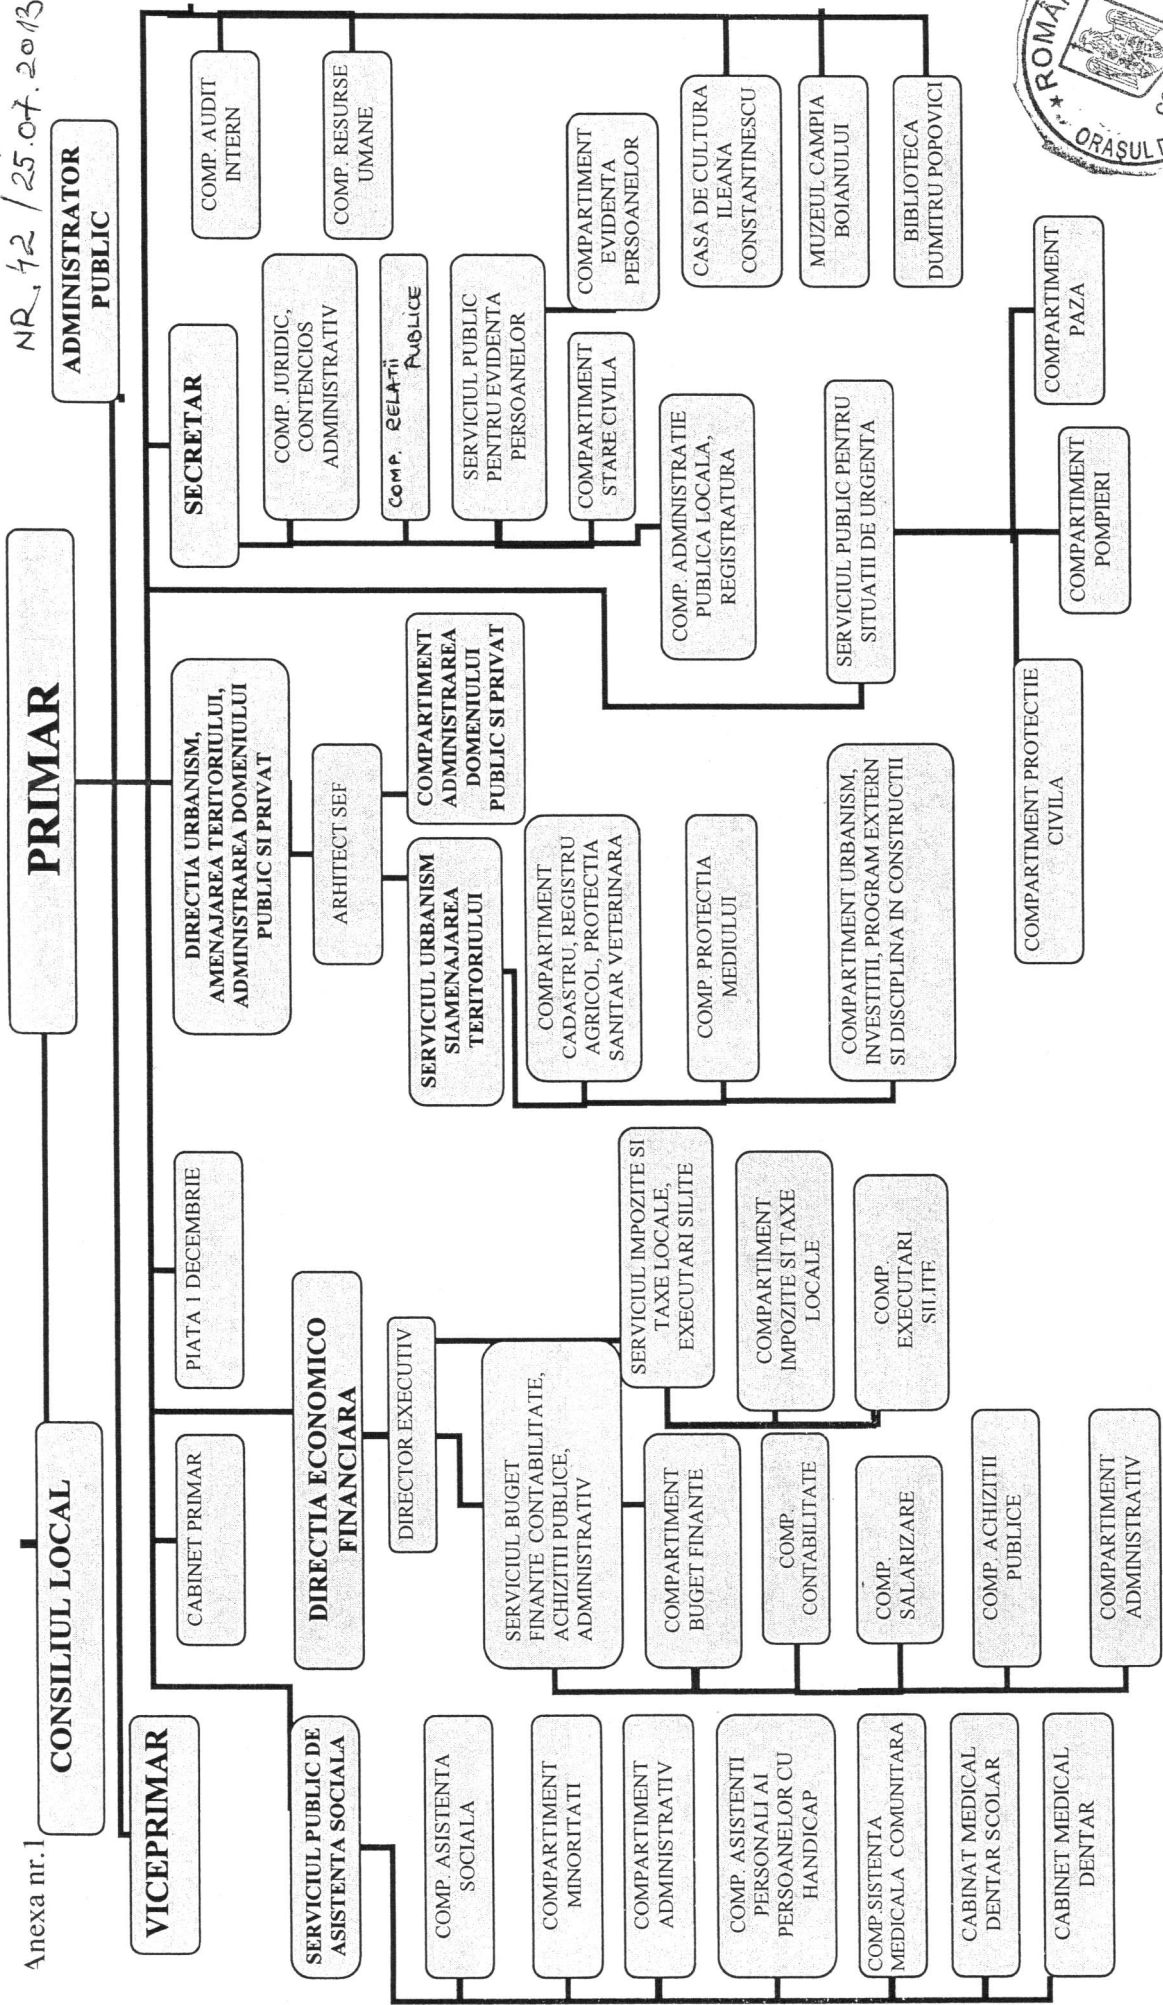 Anexa nr.1
NR. 42 / 25.07.2013
PRIMAR
CONSILIUL LOCAL
VICEPRIMAR
ADMINISTRATOR
PUBLIC
SERVICIUL PUBLIC DE
ASISTENTA SOCIALA
COMP. ASISTENTA
SOCIALA
COMPARTIMENT
MINORITATI
COMPARTIMENT
ADMINISTRATIV
COMP. ASISTENTI
PERSONALI AI
PERSOANELOR CU
HANDICAP
COMP.SISTENTA
MEDICALA COMUNITARA
CABINAT MEDICAL
DENTAR SCOLAR
CABINET MEDICAL
DENTAR
CABINET PRIMAR
PIATA 1 DECEMBRIE
DIRECTIA ECONOMICO
FINANCIARA
DIRECTOR EXECUTIV
SERVICIUL BUGET
FINANTE CONTABILITATE,
ACHIZITII PUBLICE,
ADMINISTRATIV
COMPARTIMENT
BUGET FINANTE
COMP.
CONTABILITATE
COMP.
SALARIZARE
COMP. ACHIZITII
PUBLICE
COMPARTIMENT
ADMINISTRATIV
SERVICIUL IMPOZITE SI
TAXE LOCALE,
EXECUTARI SILITE
COMPARTIMENT
IMPOZITE SI TAXE
LOCALE
COMP.
EXECUTARI
SILITE
DIRECTIA URBANISM,
AMENAJAREA TERITORIULUI,
ADMINISTRAREA DOMENIULUI
PUBLIC SI PRIVAT
ARHITECT SEF
SERVICIUL URBANISM
SIAMENAJAREA
TERITORIULUI
COMPARTIMENT
ADMINISTRAREA
DOMENIULUI
PUBLIC SI PRIVAT
COMPARTIMENT
CADASTRU, REGISTRU
AGRICOL, PROTECTIA
SANITAR VETERINARA
COMP. PROTECTIA
MEDIULUI
COMPARTIMENT URBANISM,
INVESTITII, PROGRAM EXTERN
SI DISCIPLINA IN CONSTRUCTII
SECRETAR
COMP. JURIDIC,
CONTENCIOS
ADMINISTRATIV
COMP. RELATII
PUBLICE
SERVICIUL PUBLIC
PENTRU EVIDENTA
PERSOANELOR
COMPARTIMENT
STARE CIVILA
COMPARTIMENT
EVIDENTA
PERSOANELOR
COMP. ADMINISTRATIE
PUBLICA LOCALA,
REGISTRATURA
SERVICIUL PUBLIC PENTRU
SITUATII DE URGENTA
COMPARTIMENT PROTECTIE
CIVILA
COMPARTIMENT
POMPIERI
COMPARTIMENT
PAZA
COMP. AUDIT
INTERN
COMP. RESURSE
UMANE
CASA DE CULTURA
ILEANA
CONSTANTINESCU
MUZEUL CAMPIA
BOIANULUI
BIBLIOTECA
DUMITRU POPOVICI
ORAȘUL